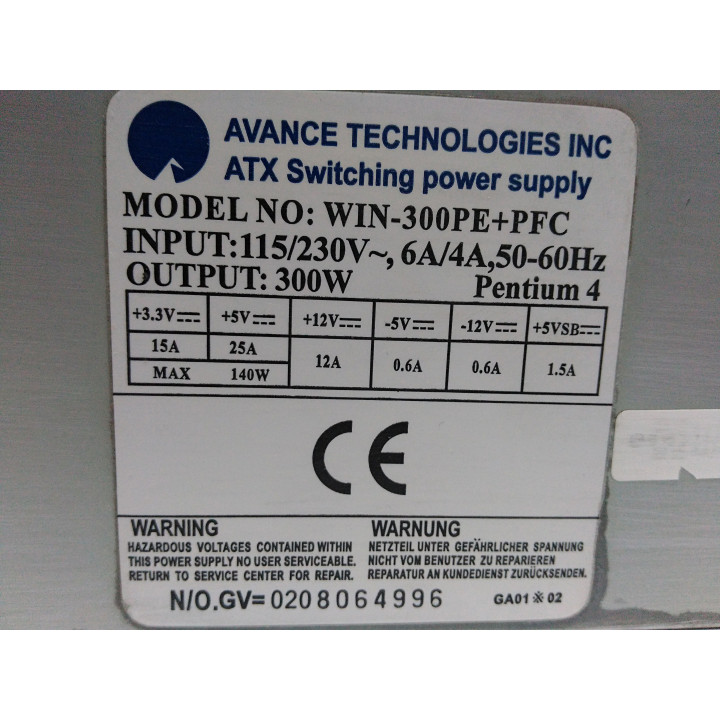 AVANCE TECHNOLOGIES INC
ATX Switching power supply
MODEL NO: WIN-300PE+PFC
INPUT:115/230V~, 6A/4A,50-60Hz
OUTPUT: 300W Pentium 4
+3.3V⎓ +5V⎓ +12V⎓ -5V⎓ -12V⎓ +5VSB⎓
15A 25A 12A 0.6A 0.6A 1.5A
MAX 140W
CE
WARNING
HAZARDOUS VOLTAGES CONTAINED WITHIN
THIS POWER SUPPLY NO USER SERVICEABLE.
RETURN TO SERVICE CENTER FOR REPAIR.
WARNUNG
NETZTEIL UNTER GEFÄHRLICHER SPANNUNG
NICHT VOM BENUTZER ZU REPARIEREN
REPARATUR AN KUNDEDIENST ZURÜCKSENDEN.
N/O.GV= 0208064996 GA01※02